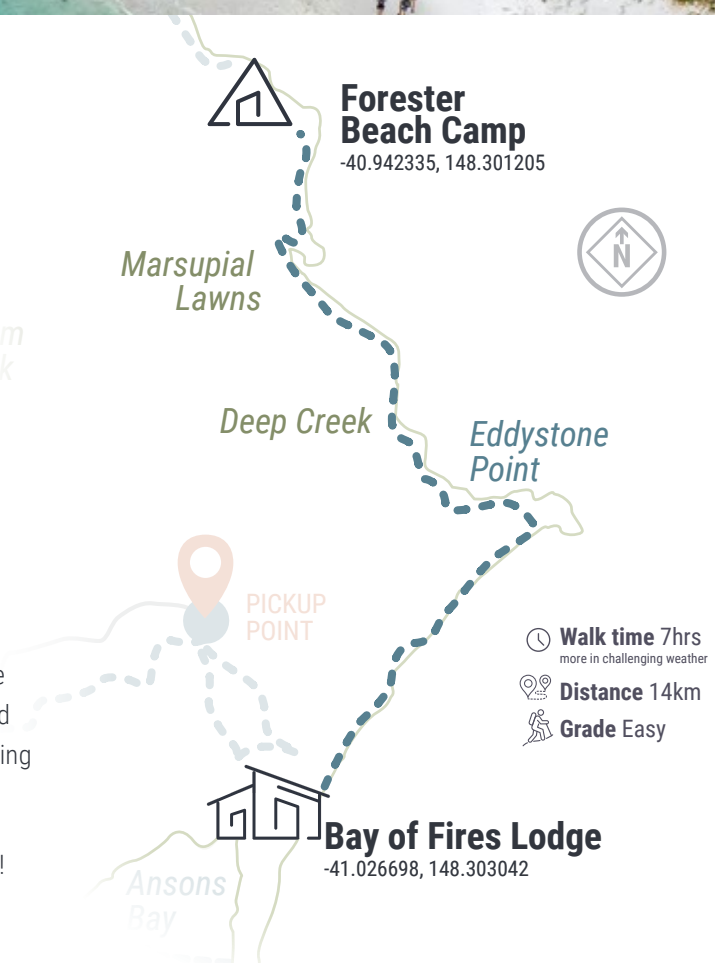 Forester
Beach Camp
-40.942335, 148.301205
N
Marsupial
Lawns
m
k
Deep Creek
Eddystone
Point
PICKUP
POINT
Walk time 7hrs
more in challenging weather
e
Distance 14km
d
Grade Easy
ing
Bay of Fires Lodge
-41.026698, 148.303042
!
Ansons
Bay